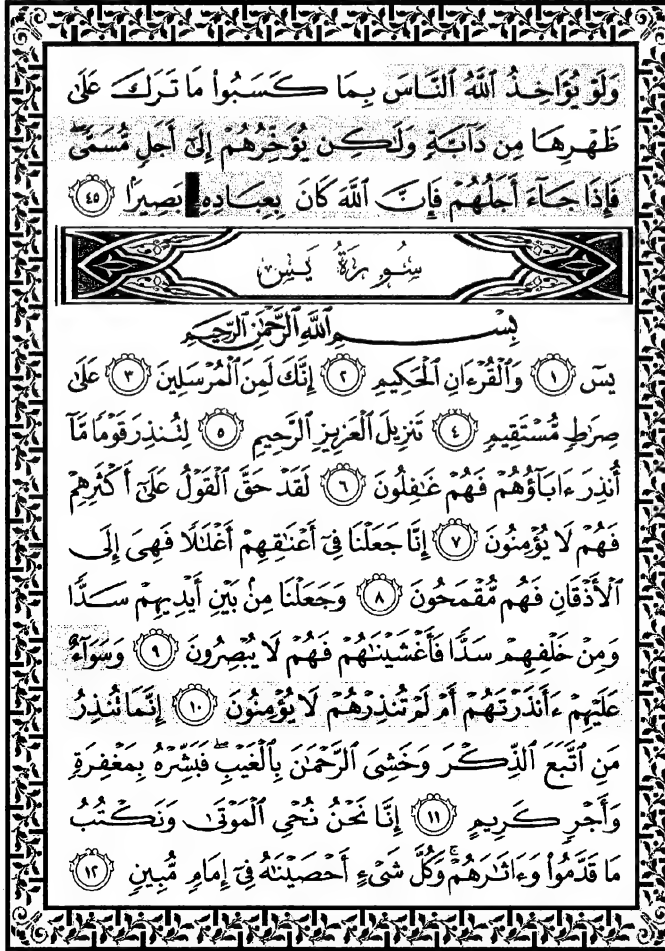 وَلَوْ يُؤَاخِذُ ٱللَّهُ ٱلنَّاسَ بِمَا كَسَبُوا۟ مَا تَرَكَ عَلَىٰ
ظَهْرِهَا مِن دَآبَّةٍ وَلَٰكِن يُؤَخِّرُهُمْ إِلَىٰٓ أَجَلٍ مُّسَمًّى ۖ
فَإِذَا جَآءَ أَجَلُهُمْ فَإِنَّ ٱللَّهَ كَانَ بِعِبَادِهِۦ بَصِيرًۢا ٤٥
سُورَةُ يَس
بِسْمِ ٱللَّهِ ٱلرَّحْمَٰنِ ٱلرَّحِيمِ
يسٓ ١ وَٱلْقُرْءَانِ ٱلْحَكِيمِ ٢ إِنَّكَ لَمِنَ ٱلْمُرْسَلِينَ ٣ عَلَىٰ
صِرَٰطٍ مُّسْتَقِيمٍ ٤ تَنزِيلَ ٱلْعَزِيزِ ٱلرَّحِيمِ ٥ لِتُنذِرَ قَوْمًا مَّآ
أُنذِرَ ءَابَآؤُهُمْ فَهُمْ غَٰفِلُونَ ٦ لَقَدْ حَقَّ ٱلْقَوْلُ عَلَىٰٓ أَكْثَرِهِمْ
فَهُمْ لَا يُؤْمِنُونَ ٧ إِنَّا جَعَلْنَا فِىٓ أَعْنَٰقِهِمْ أَغْلَٰلًا فَهِىَ إِلَى
ٱلْأَذْقَانِ فَهُم مُّقْمَحُونَ ٨ وَجَعَلْنَا مِنۢ بَيْنِ أَيْدِيهِمْ سَدًّا
وَمِنْ خَلْفِهِمْ سَدًّا فَأَغْشَيْنَٰهُمْ فَهُمْ لَا يُبْصِرُونَ ٩ وَسَوَآءٌ
عَلَيْهِمْ ءَأَنذَرْتَهُمْ أَمْ لَمْ تُنذِرْهُمْ لَا يُؤْمِنُونَ ١٠ إِنَّمَا تُنذِرُ
مَنِ ٱتَّبَعَ ٱلذِّكْرَ وَخَشِىَ ٱلرَّحْمَٰنَ بِٱلْغَيْبِ ۖ فَبَشِّرْهُ بِمَغْفِرَةٍ
وَأَجْرٍ كَرِيمٍ ١١ إِنَّا نَحْنُ نُحْىِ ٱلْمَوْتَىٰ وَنَكْتُبُ
مَا قَدَّمُوا۟ وَءَاثَٰرَهُمْ ۚ وَكُلَّ شَىْءٍ أَحْصَيْنَٰهُ فِىٓ إِمَامٍ مُّبِينٍ ١٢